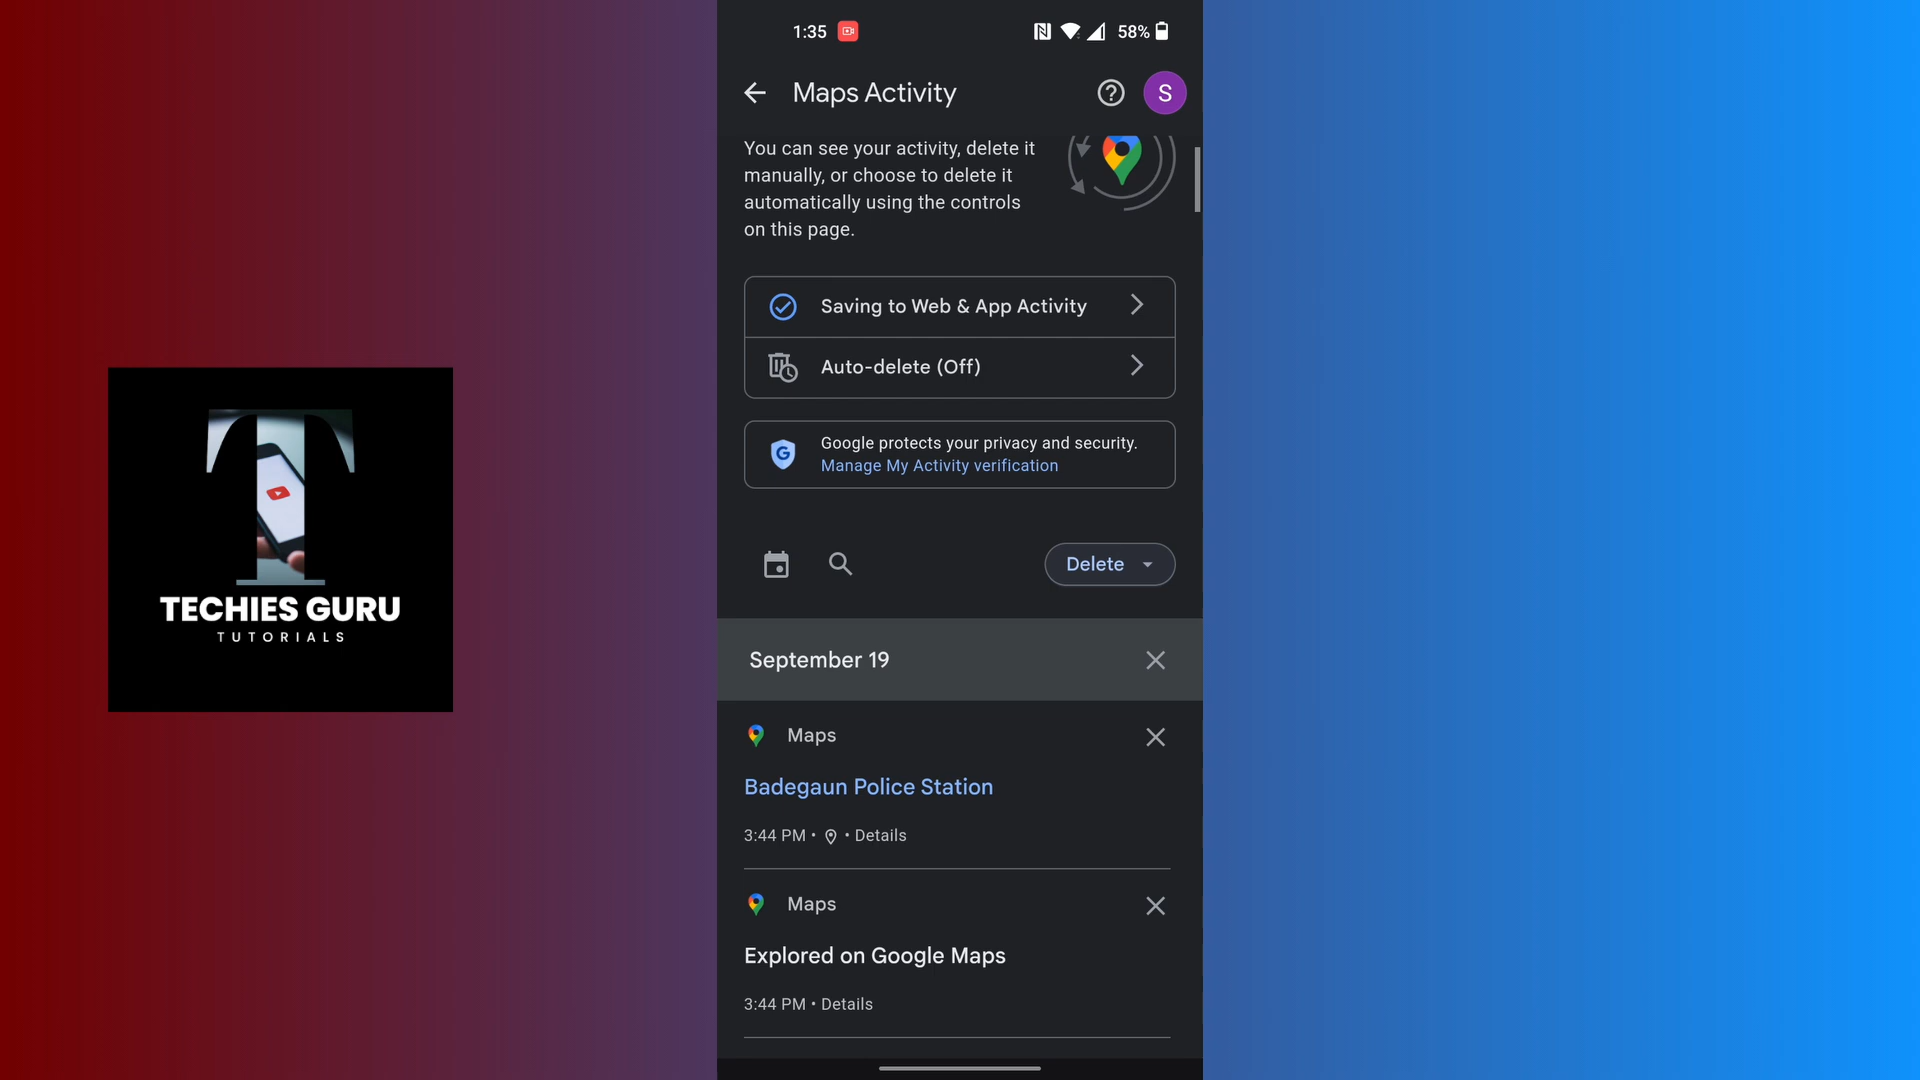 1:35
58%
Maps Activity
S
You can see your activity, delete it
manually, or choose to delete it
automatically using the controls
on this page.
Saving to Web & App Activity
Auto-delete (Off)
G
Google protects your privacy and security.
Manage My Activity verification
Delete
September 19
Maps
Badegaun Police Station
3:44 PM • • Details
Maps
Explored on Google Maps
3:44 PM • Details
T
TECHIES GURU
TUTORIALS